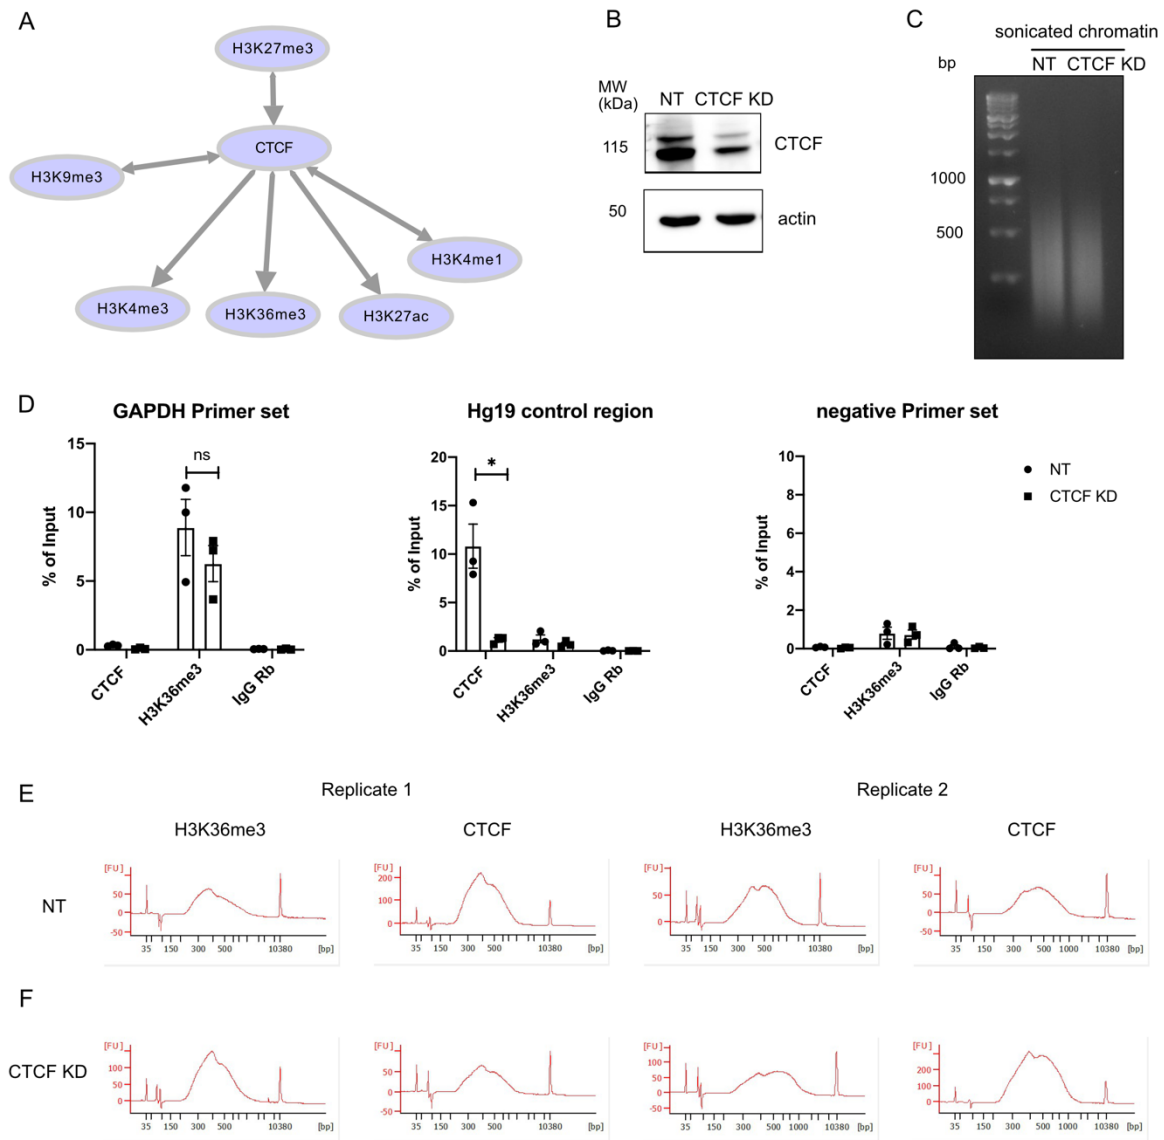 A
H3K27me3
CTCF
H3K9me3
H3K4me1
H3K4me3
H3K36me3
H3K27ac
B
MW
(kDa)
NT CTCF KD
115
CTCF
50
actin
C
sonicated chromatin
bp
NT CTCF KD
1000
500
D
GAPDH Primer set
% of Input
15
10
5
0
ns
CTCF
H3K36me3
IgG Rb
Hg19 control region
% of Input
20
15
10
5
0
*
CTCF
H3K36me3
IgG Rb
negative Primer set
% of Input
10
8
6
4
2
0
CTCF
H3K36me3
IgG Rb
NT
CTCF KD
E
Replicate 1
Replicate 2
H3K36me3
CTCF
H3K36me3
CTCF
NT
[FU]
50
0
-50
35 150 300 500 10380 [bp]
[FU]
200
100
0
35 150 300 500 10380 [bp]
[FU]
50
0
35 150 300 500 10380 [bp]
[FU]
100
50
0
-50
35 150 300 500 1000 10380 [bp]
F
CTCF KD
[FU]
100
50
0
35 150 300 500 10380 [bp]
[FU]
100
50
0
35 150 300 500 10380 [bp]
[FU]
100
50
0
-50
35 150 300 500 10380 [bp]
[FU]
300
200
100
0
35 150 300 500 10380 [bp]